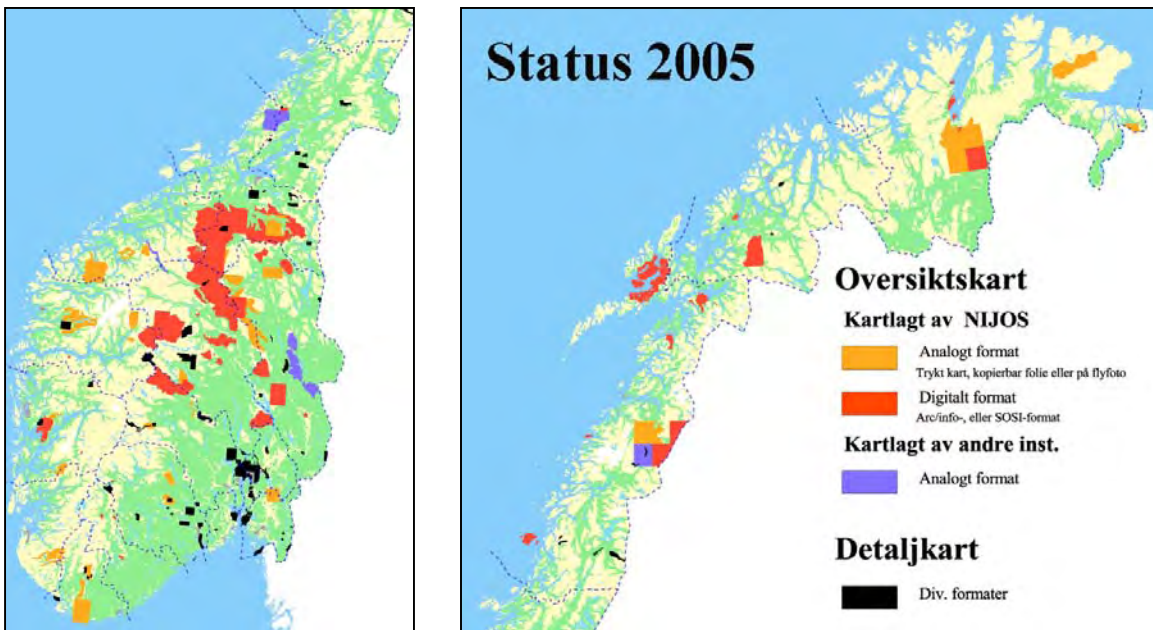 Status 2005
Oversiktskart
Kartlagt av NIJOS
Analogt format
Trykt kart, kopierbar folie eller på flyfoto
Digitalt format
Arc/info-, eller SOSI-format
Kartlagt av andre inst.
Analogt format
Detaljkart
Div. formater